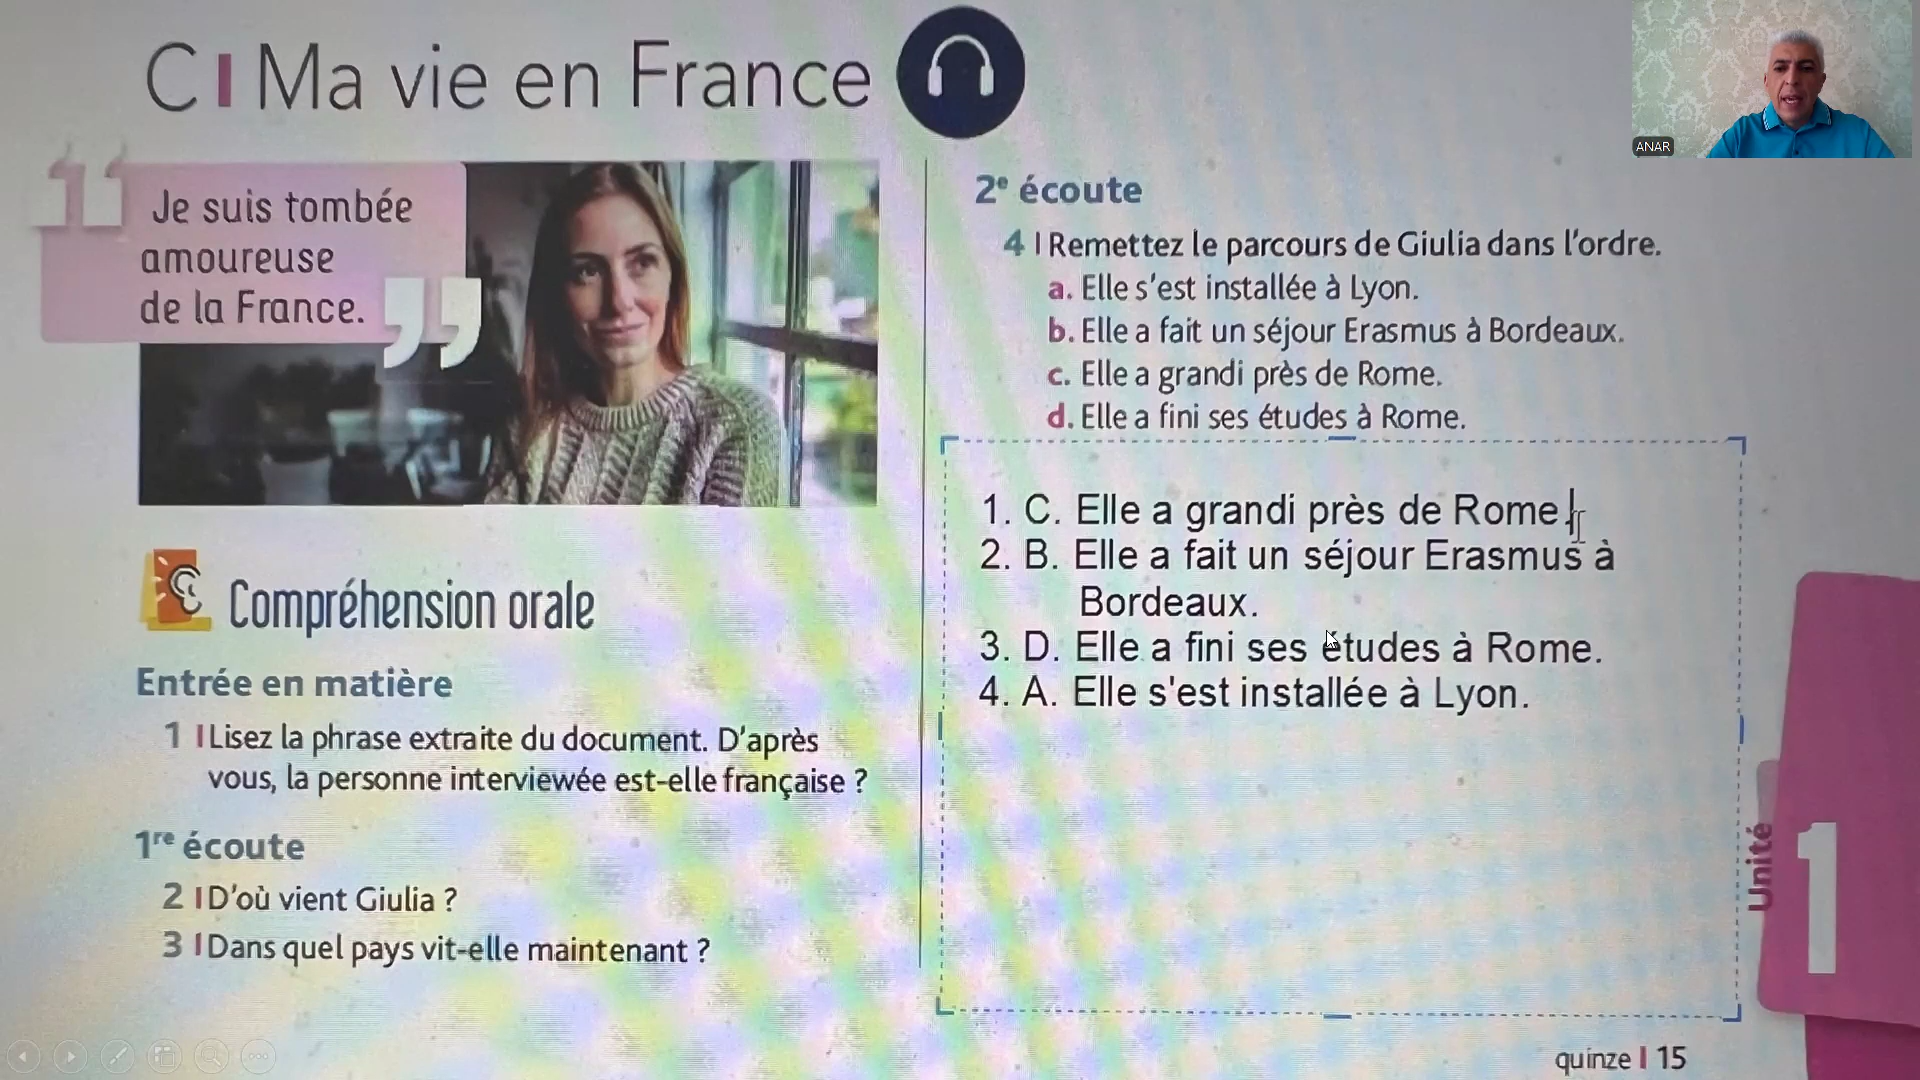 C I Ma vie en France
“ Je suis tombée
amoureuse
de la France. ”
Compréhension orale
Entrée en matière
1 I Lisez la phrase extraite du document. D’après
vous, la personne interviewée est-elle française ?
1re écoute
2 I D’où vient Giulia ?
3 I Dans quel pays vit-elle maintenant ?
2e écoute
4 I Remettez le parcours de Giulia dans l’ordre.
a. Elle s’est installée à Lyon.
b. Elle a fait un séjour Erasmus à Bordeaux.
c. Elle a grandi près de Rome.
d. Elle a fini ses études à Rome.
1. C. Elle a grandi près de Rome.
2. B. Elle a fait un séjour Erasmus à
Bordeaux.
3. D. Elle a fini ses études à Rome.
4. A. Elle s'est installée à Lyon.
Unité
1
quinze I 15
ANAR